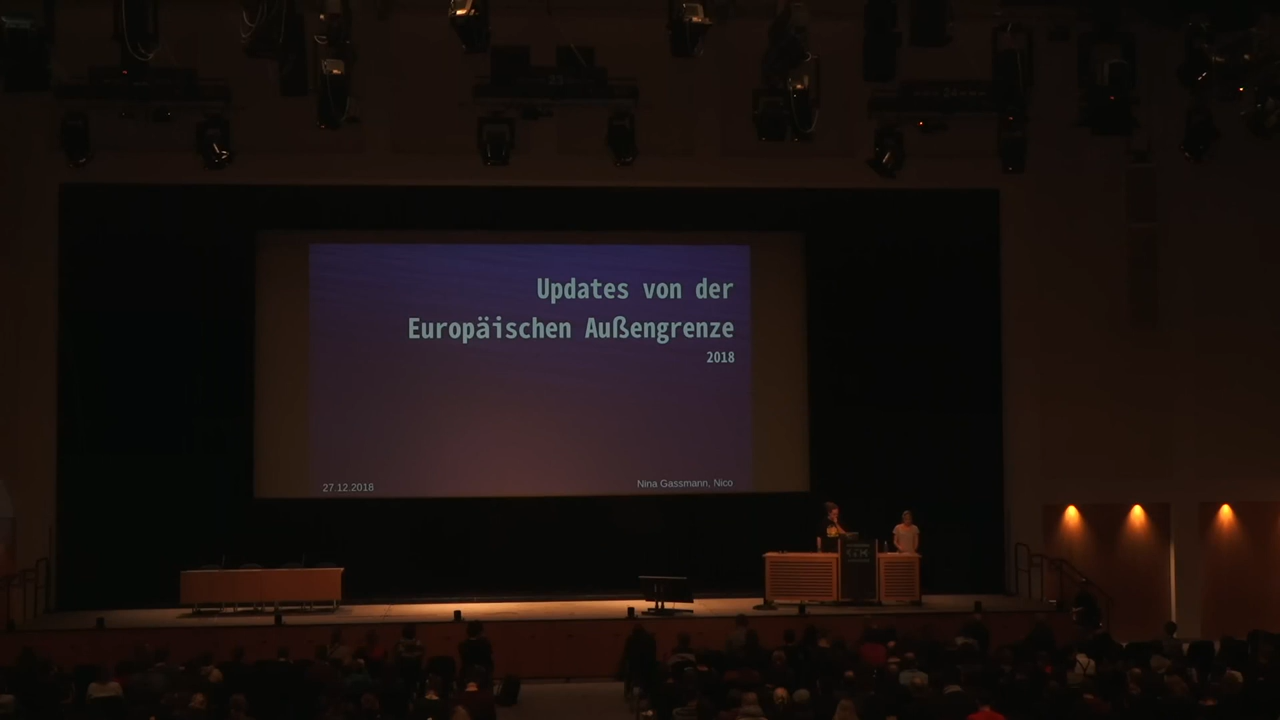 Updates von der
Europäischen Außengrenze
2018
27.12.2018
Nina Gassmann, Nico